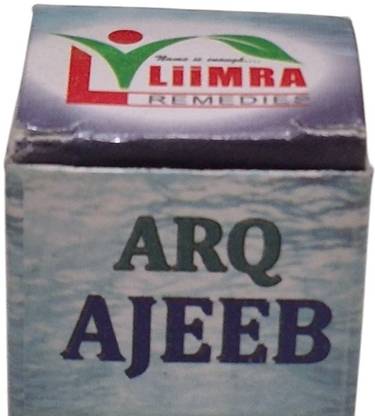 Name is enough....
LIIMRA
REMEDIES
ARQ
AJEEB